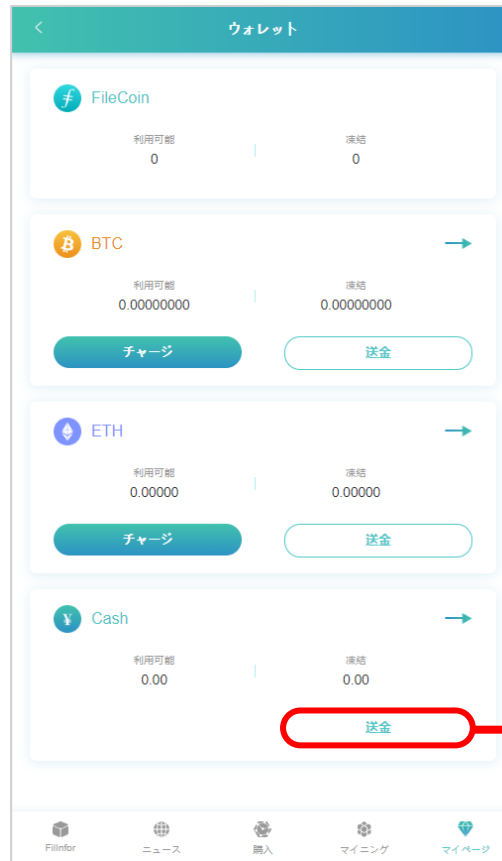 ウォレット
FileCoin
利用可能 凍結
0 0
BTC
利用可能 凍結
0.00000000 0.00000000
チャージ 送金
ETH
利用可能 凍結
0.00000 0.00000
チャージ 送金
Cash
利用可能 凍結
0.00 0.00
送金
FilInfor ニュース 購入 マイニング マイページ